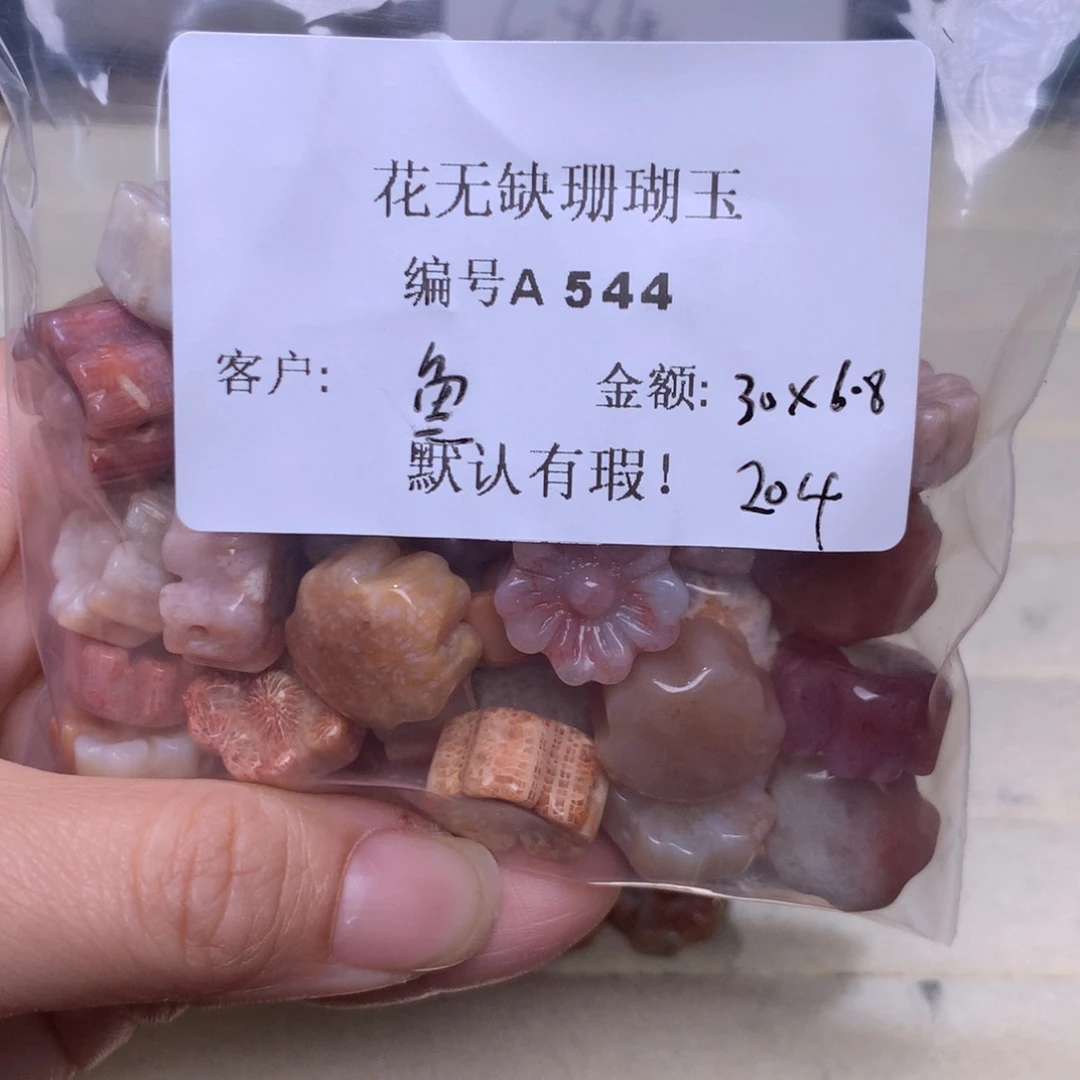 花无缺珊瑚玉
编号A 544
客户: 鱼 金额: 30×6.8
默认有瑕! 204